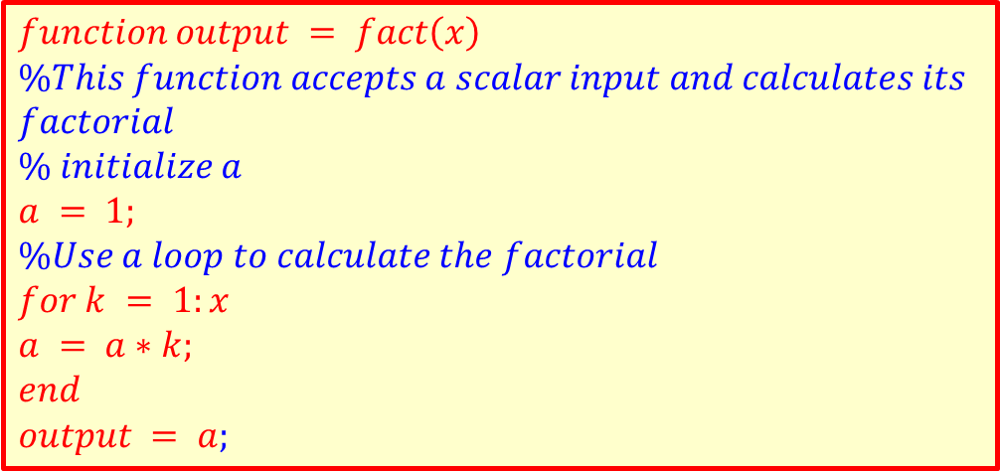 function output = fact(x)
%This function accepts a scalar input and calculates its
factorial
% initialize a
a = 1;
%Use a loop to calculate the factorial
for k = 1:x
a = a ∗ k;
end
output = a;